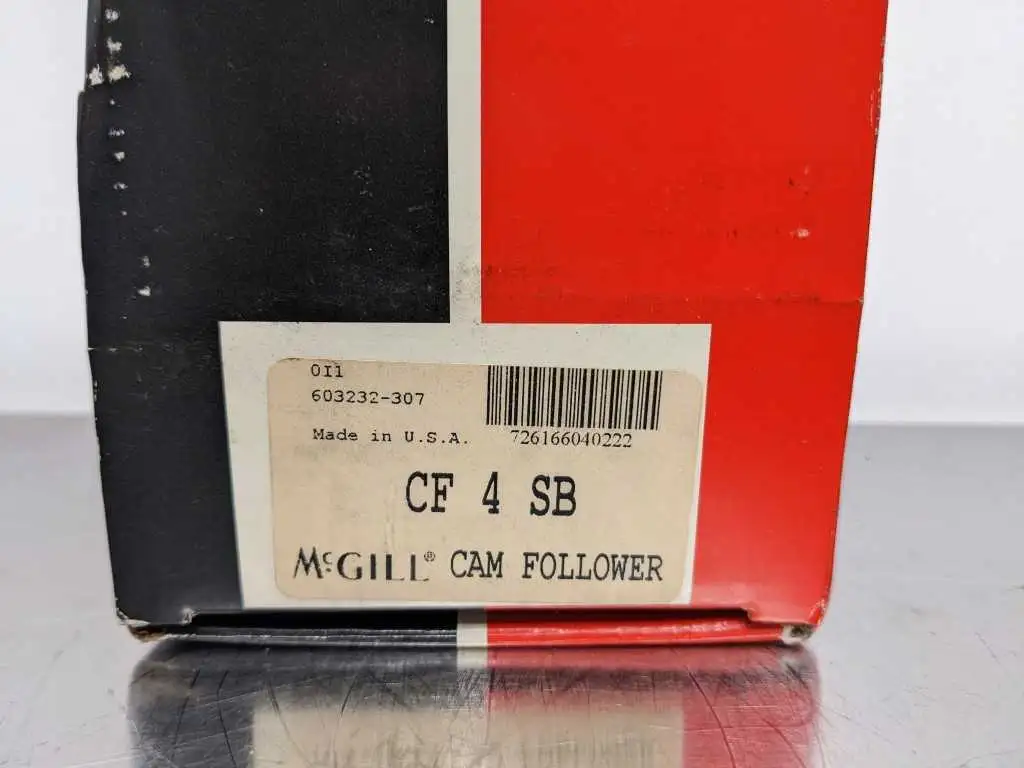 OI1
603232-307
Made in U.S.A.
726166040222
CF 4 SB
McGILL® CAM FOLLOWER